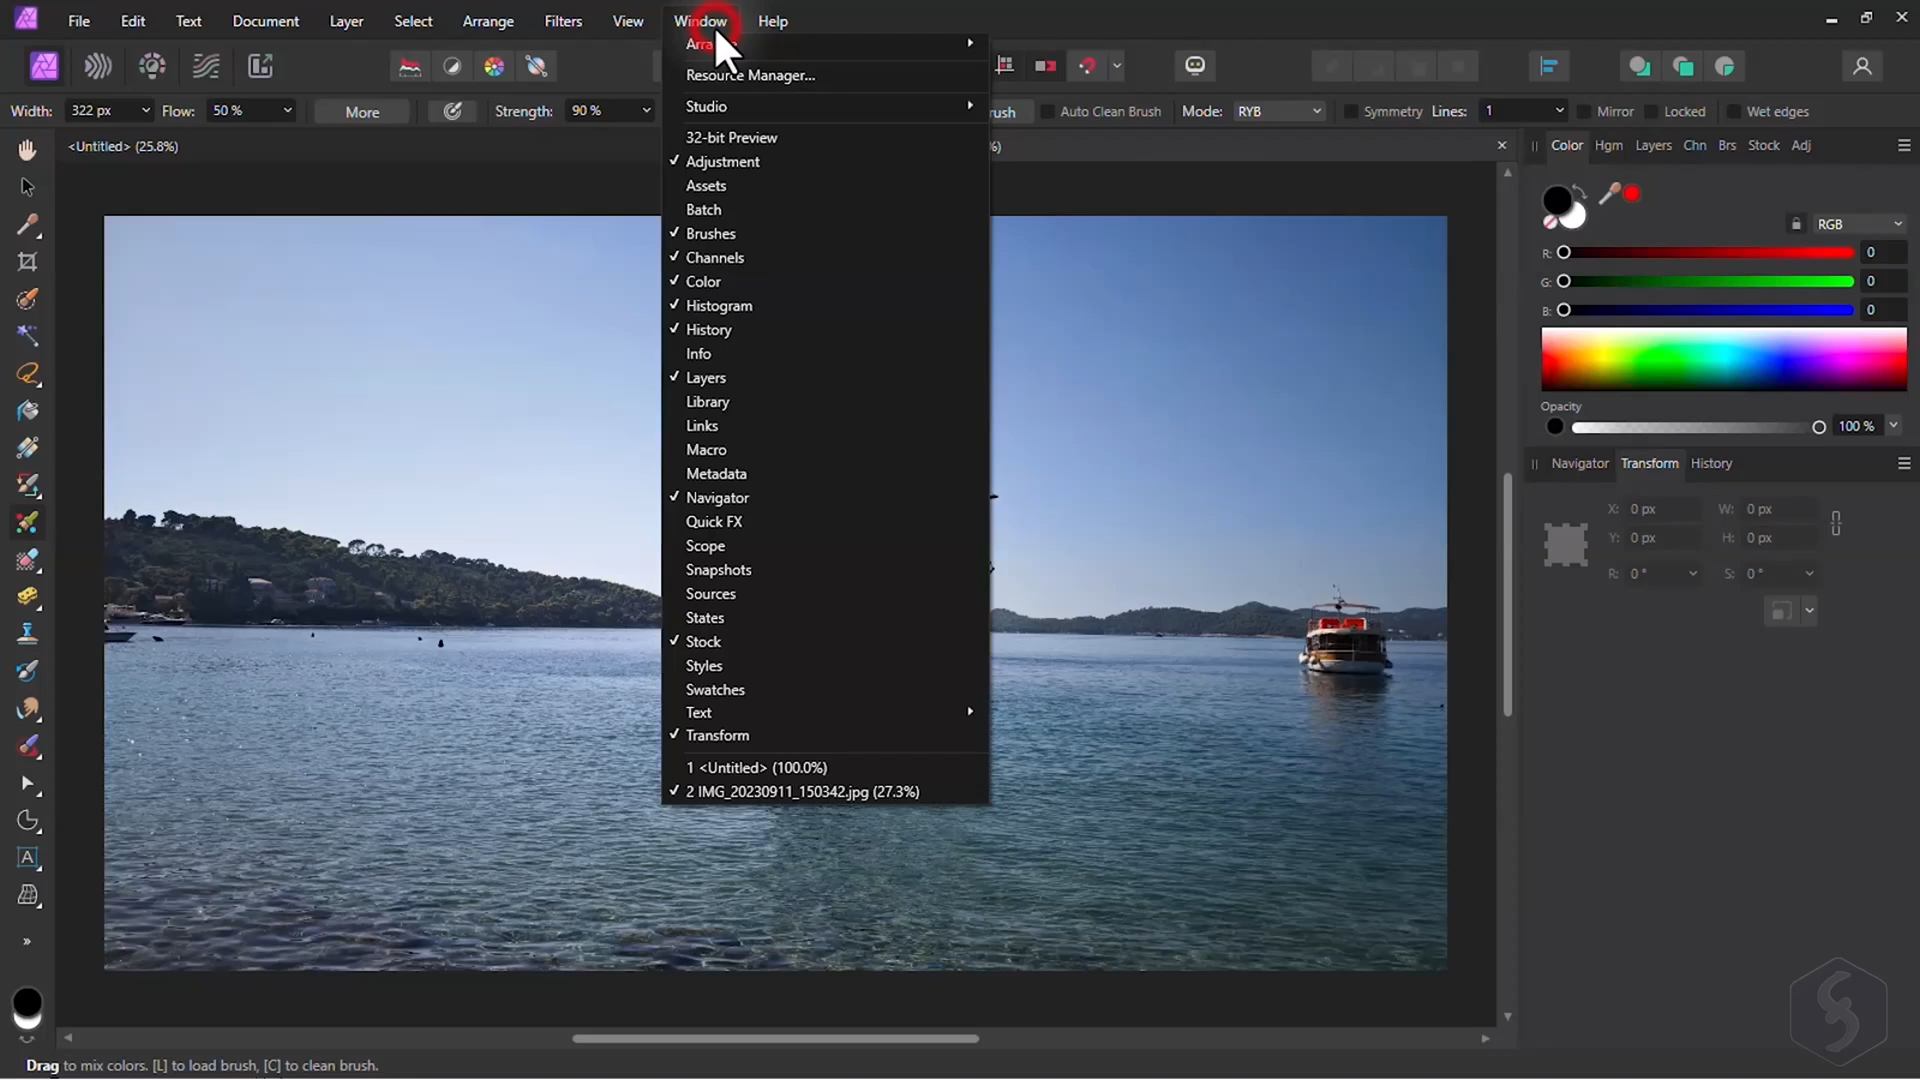 File Edit Text Document Layer Select Arrange Filters View Window Help
Width: 322 px Flow: 50 % More Strength: 90 % Auto Clean Brush Mode: RYB Symmetry Lines: 1 Mirror Locked Wet edges
<Untitled> (25.8%)
Resource Manager...
Studio
32-bit Preview
Adjustment
Assets
Batch
Brushes
Channels
Color
Histogram
History
Info
Layers
Library
Links
Macro
Metadata
Navigator
Quick FX
Scope
Snapshots
Sources
States
Stock
Styles
Swatches
Text
Transform
1 <Untitled> (100.0%)
2 IMG_20230911_150342.jpg (27.3%)
Color Hgm Layers Chn Brs Stock Adj
RGB
R: 0
G: 0
B: 0
Opacity
100 %
Navigator Transform History
X: 0 px W: 0 px
Y: 0 px H: 0 px
R: 0 ° S: 0 °
A
Drag to mix colors. [L] to load brush, [C] to clean brush.